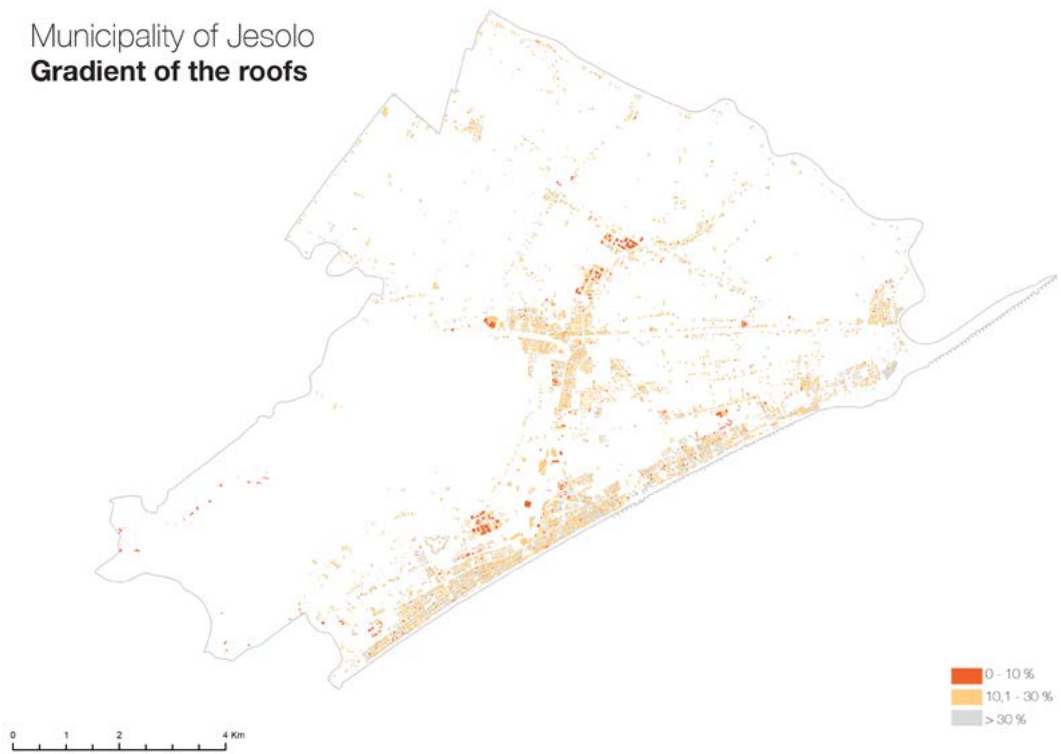 Municipality of Jesolo
Gradient of the roofs
0 - 10 %
10,1 - 30 %
> 30 %
0 1 2 4 Km